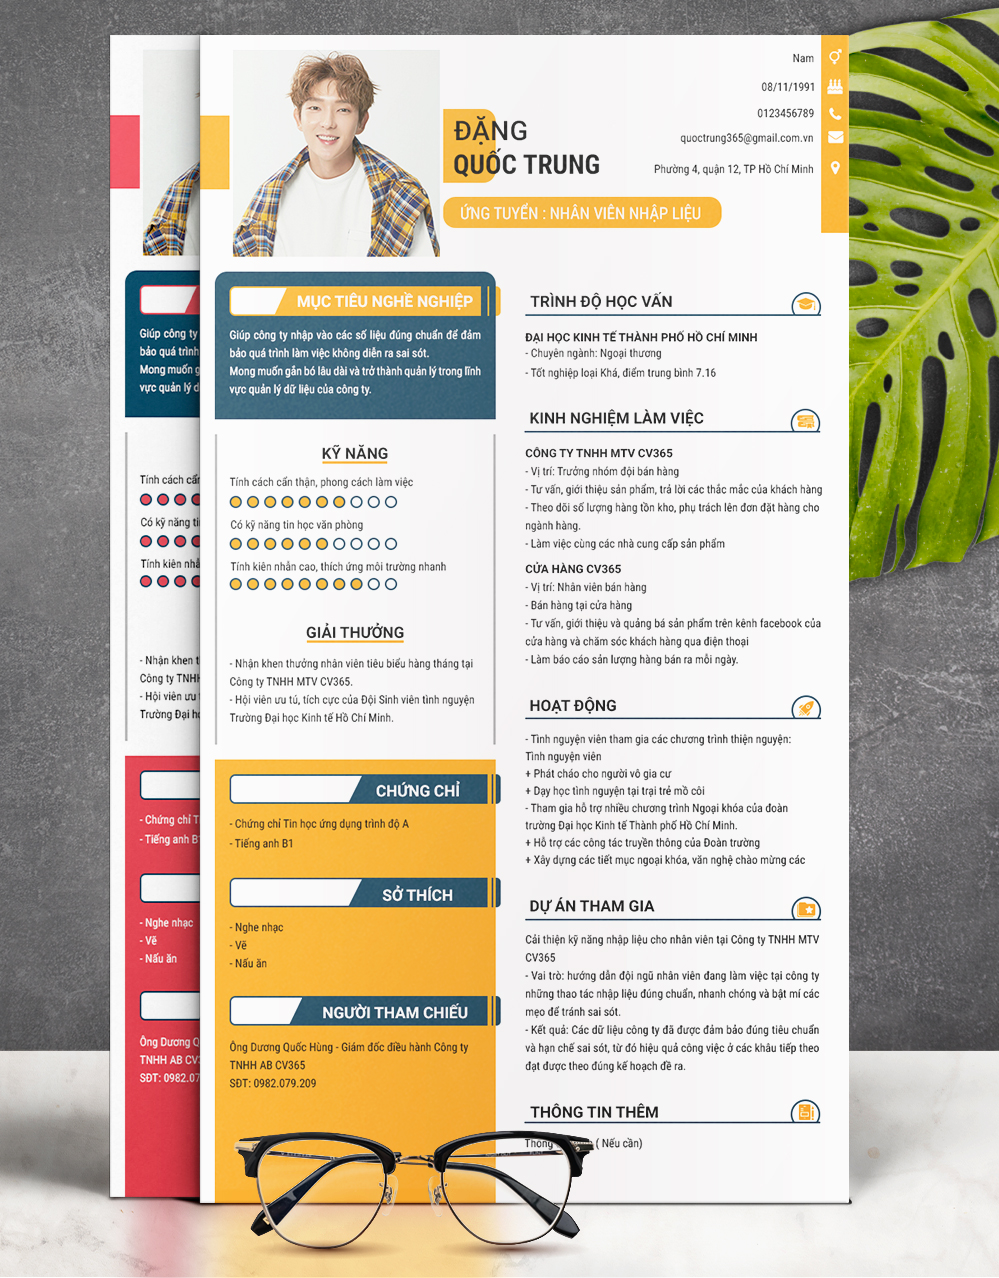 ĐẶNG
QUỐC TRUNG
ỨNG TUYỂN : NHÂN VIÊN NHẬP LIỆU
Nam
08/11/1991
0123456789
quoctrung365@gmail.com.vn
Phường 4, quận 12, TP Hồ Chí Minh
MỤC TIÊU NGHỀ NGHIỆP
Giúp công ty nhập vào các số liệu đúng chuẩn để đảm
bảo quá trình làm việc không diễn ra sai sót.
Mong muốn gắn bó lâu dài và trở thành quản lý trong lĩnh
vực quản lý dữ liệu của công ty.
KỸ NĂNG
Tính cách cẩn thận, phong cách làm việc
Có kỹ năng tin học văn phòng
Tính kiên nhẫn cao, thích ứng môi trường nhanh
GIẢI THƯỞNG
- Nhận khen thưởng nhân viên tiêu biểu hàng tháng tại
Công ty TNHH MTV CV365.
- Hội viên ưu tú, tích cực của Đội Sinh viên tình nguyện
Trường Đại học Kinh tế Hồ Chí Minh.
CHỨNG CHỈ
- Chứng chỉ Tin học ứng dụng trình độ A
- Tiếng anh B1
SỞ THÍCH
- Nghe nhạc
- Vẽ
- Nấu ăn
NGƯỜI THAM CHIẾU
Ông Dương Quốc Hùng - Giám đốc điều hành Công ty
TNHH AB CV365
SĐT: 0982.079.209
TRÌNH ĐỘ HỌC VẤN
ĐẠI HỌC KINH TẾ THÀNH PHỐ HỒ CHÍ MINH
- Chuyên ngành: Ngoại thương
- Tốt nghiệp loại Khá, điểm trung bình 7.16
KINH NGHIỆM LÀM VIỆC
CÔNG TY TNHH MTV CV365
- Vị trí: Trưởng nhóm đội bán hàng
- Tư vấn, giới thiệu sản phẩm, trả lời các thắc mắc của khách hàng
- Theo dõi số lượng hàng tồn kho, phụ trách lên đơn đặt hàng cho
ngành hàng.
- Làm việc cùng các nhà cung cấp sản phẩm
CỬA HÀNG CV365
- Vị trí: Nhân viên bán hàng
- Bán hàng tại cửa hàng
- Tư vấn, giới thiệu và quảng bá sản phẩm trên kênh facebook của
cửa hàng và chăm sóc khách hàng qua điện thoại
- Làm báo cáo sản lượng hàng bán ra mỗi ngày.
HOẠT ĐỘNG
- Tình nguyện viên tham gia các chương trình thiện nguyện:
Tình nguyện viên
+ Phát cháo cho người vô gia cư
+ Dạy học tình nguyện tại trại trẻ mồ côi
- Tham gia hỗ trợ nhiều chương trình Ngoại khóa của đoàn
trường Đại học Kinh tế Thành phố Hồ Chí Minh.
+ Hỗ trợ các công tác truyền thông của Đoàn trường
+ Xây dựng các tiết mục ngoại khóa, văn nghệ chào mừng các
DỰ ÁN THAM GIA
Cải thiện kỹ năng nhập liệu cho nhân viên tại Công ty TNHH MTV
CV365
- Vai trò: hướng dẫn đội ngũ nhân viên đang làm việc tại công ty
những thao tác nhập liệu đúng chuẩn, nhanh chóng và bật mí các
mẹo để tránh sai sót.
- Kết quả: Các dữ liệu công ty đã được đảm bảo đúng tiêu chuẩn
và hạn chế sai sót, từ đó hiệu quả công việc ở các khâu tiếp theo
đạt được theo đúng kế hoạch đề ra.
THÔNG TIN THÊM
Thông ( Nếu cần)
Giúp công ty
bảo quá trình
Mong muốn
vực quản lý
Tính cách
Có kỹ năng
Tính kiên
- Nhận khen
Công ty
- Hội viên ưu
Trường Đại
- Chứng chỉ
- Tiếng anh
- Nghe nhạc
- Vẽ
- Nấu ăn
Ông Dương
TNHH AB
SĐT: 0982.07